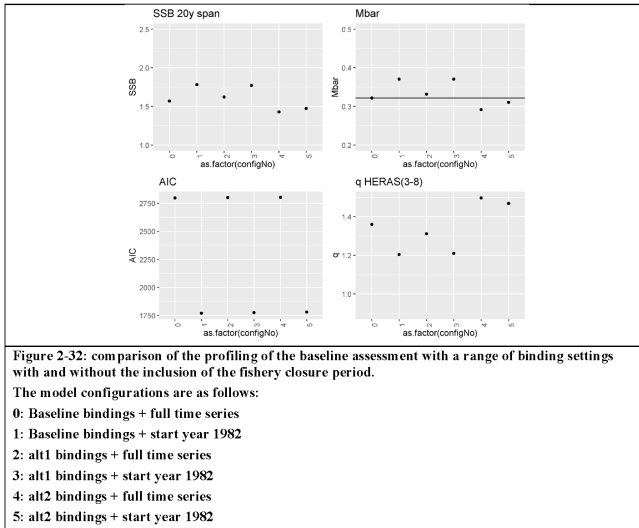 SSB 20y span
2.5
2.0
1.5
1.0
SSB
0 1 2 3 4 5
as.factor(configNo)
Mbar
0.5
0.4
0.3
0.2
Mbar
0 1 2 3 4 5
as.factor(configNo)
AIC
2750
2500
2250
2000
1750
AIC
0 1 2 3 4 5
as.factor(configNo)
q HERAS(3-8)
1.4
1.2
1.0
q
0 1 2 3 4 5
as.factor(configNo)
Figure 2-32: comparison of the profiling of the baseline assessment with a range of binding settings
with and without the inclusion of the fishery closure period.
The model configurations are as follows:
0: Baseline bindings + full time series
1: Baseline bindings + start year 1982
2: alt1 bindings + full time series
3: alt1 bindings + start year 1982
4: alt2 bindings + full time series
5: alt2 bindings + start year 1982